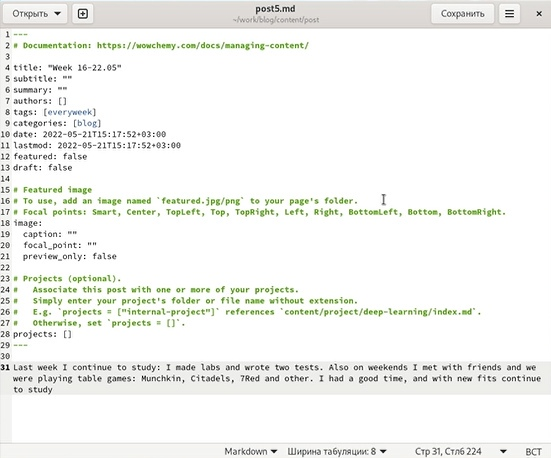 Открыть
post5.md
~/work/blog/content/post
Сохранить
1 ---
2 # Documentation: https://wowchemy.com/docs/managing-content/
3
4 title: "Week 16-22.05"
5 subtitle: ""
6 summary: ""
7 authors: []
8 tags: [everyweek]
9 categories: [blog]
10 date: 2022-05-21T15:17:52+03:00
11 lastmod: 2022-05-21T15:17:52+03:00
12 featured: false
13 draft: false
14
15 # Featured image
16 # To use, add an image named `featured.jpg/png` to your page's folder.
17 # Focal points: Smart, Center, TopLeft, Top, TopRight, Left, Right, BottomLeft, Bottom, BottomRight.
18 image:
19 caption: ""
20 focal_point: ""
21 preview_only: false
22
23 # Projects (optional).
24 # Associate this post with one or more of your projects.
25 # Simply enter your project's folder or file name without extension.
26 # E.g. `projects = ["internal-project"]` references `content/project/deep-learning/index.md`.
27 # Otherwise, set `projects = []`.
28 projects: []
29 ---
30
31 Last week I continue to study: I made labs and wrote two tests. Also on weekends I met with friends and we
were playing table games: Munchkin, Citadels, 7Red and other. I had a good time, and with new fits continue
to study
Markdown Ширина табуляции: 8 Стр 31, Стлб 224 ВСТ